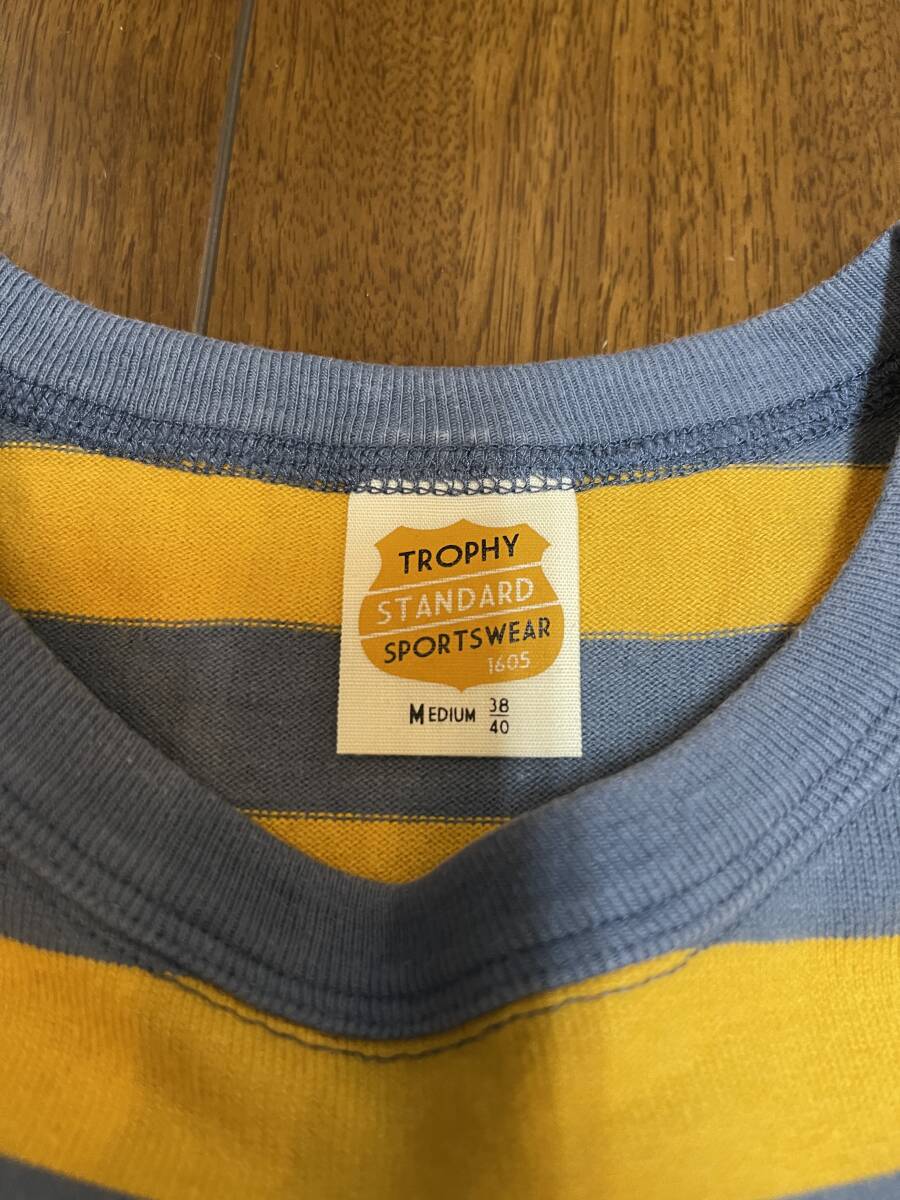 TROPHY
STANDARD
SPORTSWEAR
1605
MEDIUM 38/40